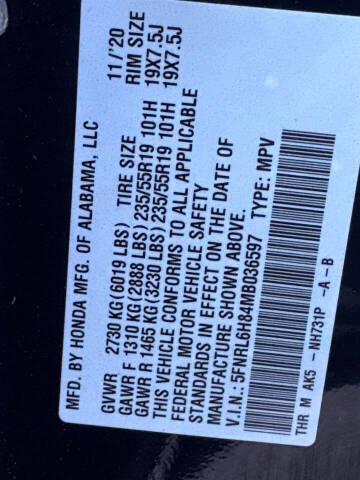 MFD. BY HONDA MFG. OF ALABAMA, LLC 11/'20
GVWR 2730 KG(6019 LBS) TIRE SIZE RIM SIZE
GAWR F 1310 KG(2888 LBS) 235/55R19 101H 19X7.5J
GAWR R 1465 KG(3230 LBS) 235/55R19 101H 19X7.5J
THIS VEHICLE CONFORMS TO ALL APPLICABLE
FEDERAL MOTOR VEHICLE SAFETY
STANDARDS IN EFFECT ON THE DATE OF
MANUFACTURE SHOWN ABOVE.
V.I.N.: 5FNRL6H84MB036597 TYPE: MPV
THR M AK5 -NH731P -A -B